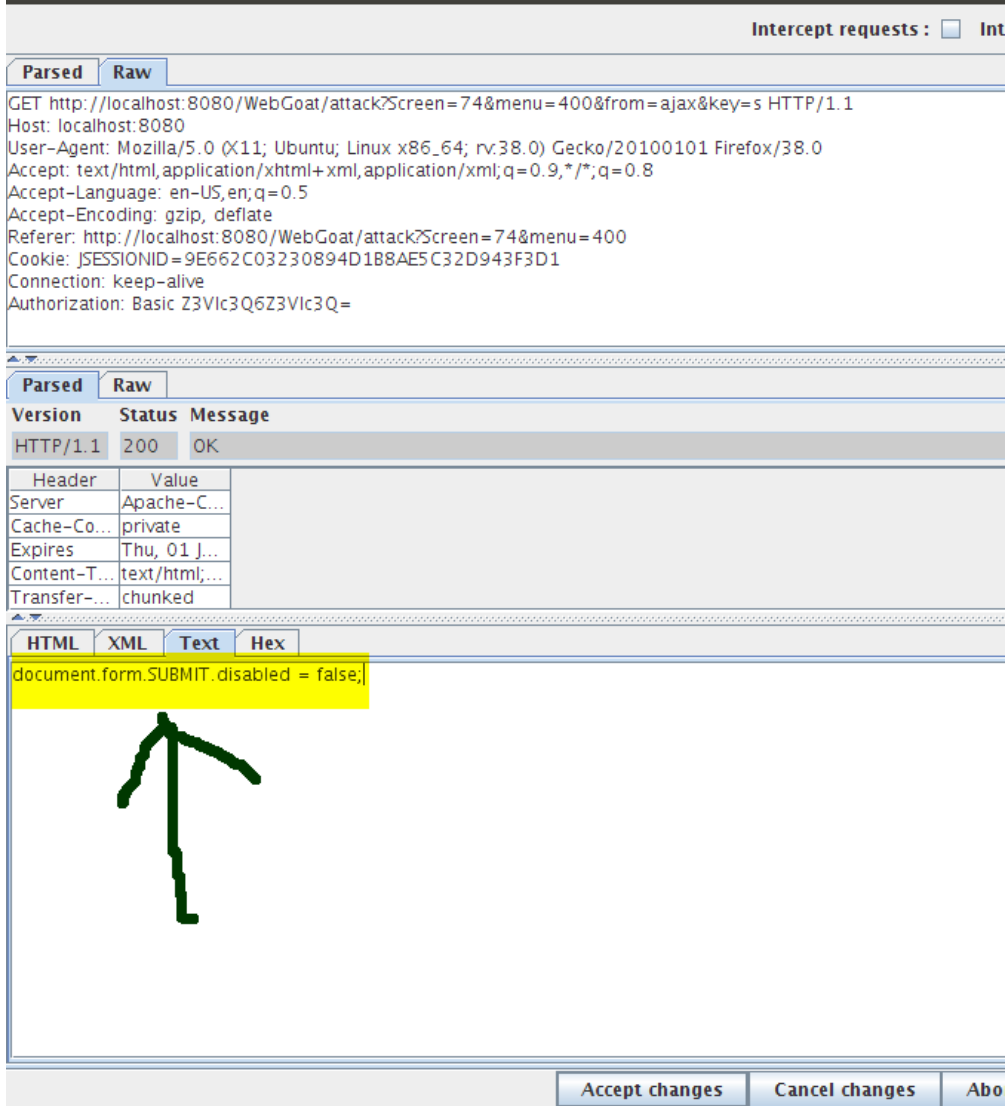 Intercept requests : Int
Parsed Raw
GET http://localhost:8080/WebGoat/attack?Screen=74&menu=400&from=ajax&key=s HTTP/1.1
Host: localhost:8080
User-Agent: Mozilla/5.0 (X11; Ubuntu; Linux x86_64; rv:38.0) Gecko/20100101 Firefox/38.0
Accept: text/html,application/xhtml+xml,application/xml;q=0.9,*/*;q=0.8
Accept-Language: en-US,en;q=0.5
Accept-Encoding: gzip, deflate
Referer: http://localhost:8080/WebGoat/attack?Screen=74&menu=400
Cookie: JSESSIONID=9E662C03230894D1B8AE5C32D943F3D1
Connection: keep-alive
Authorization: Basic Z3Vlc3Q6Z3Vlc3Q=
Parsed Raw
Version Status Message
HTTP/1.1 200 OK
Header Value
Server Apache-C...
Cache-Co... private
Expires Thu, 01 J...
Content-T... text/html;...
Transfer-... chunked
HTML XML Text Hex
document.form.SUBMIT.disabled = false;
Accept changes Cancel changes Abo